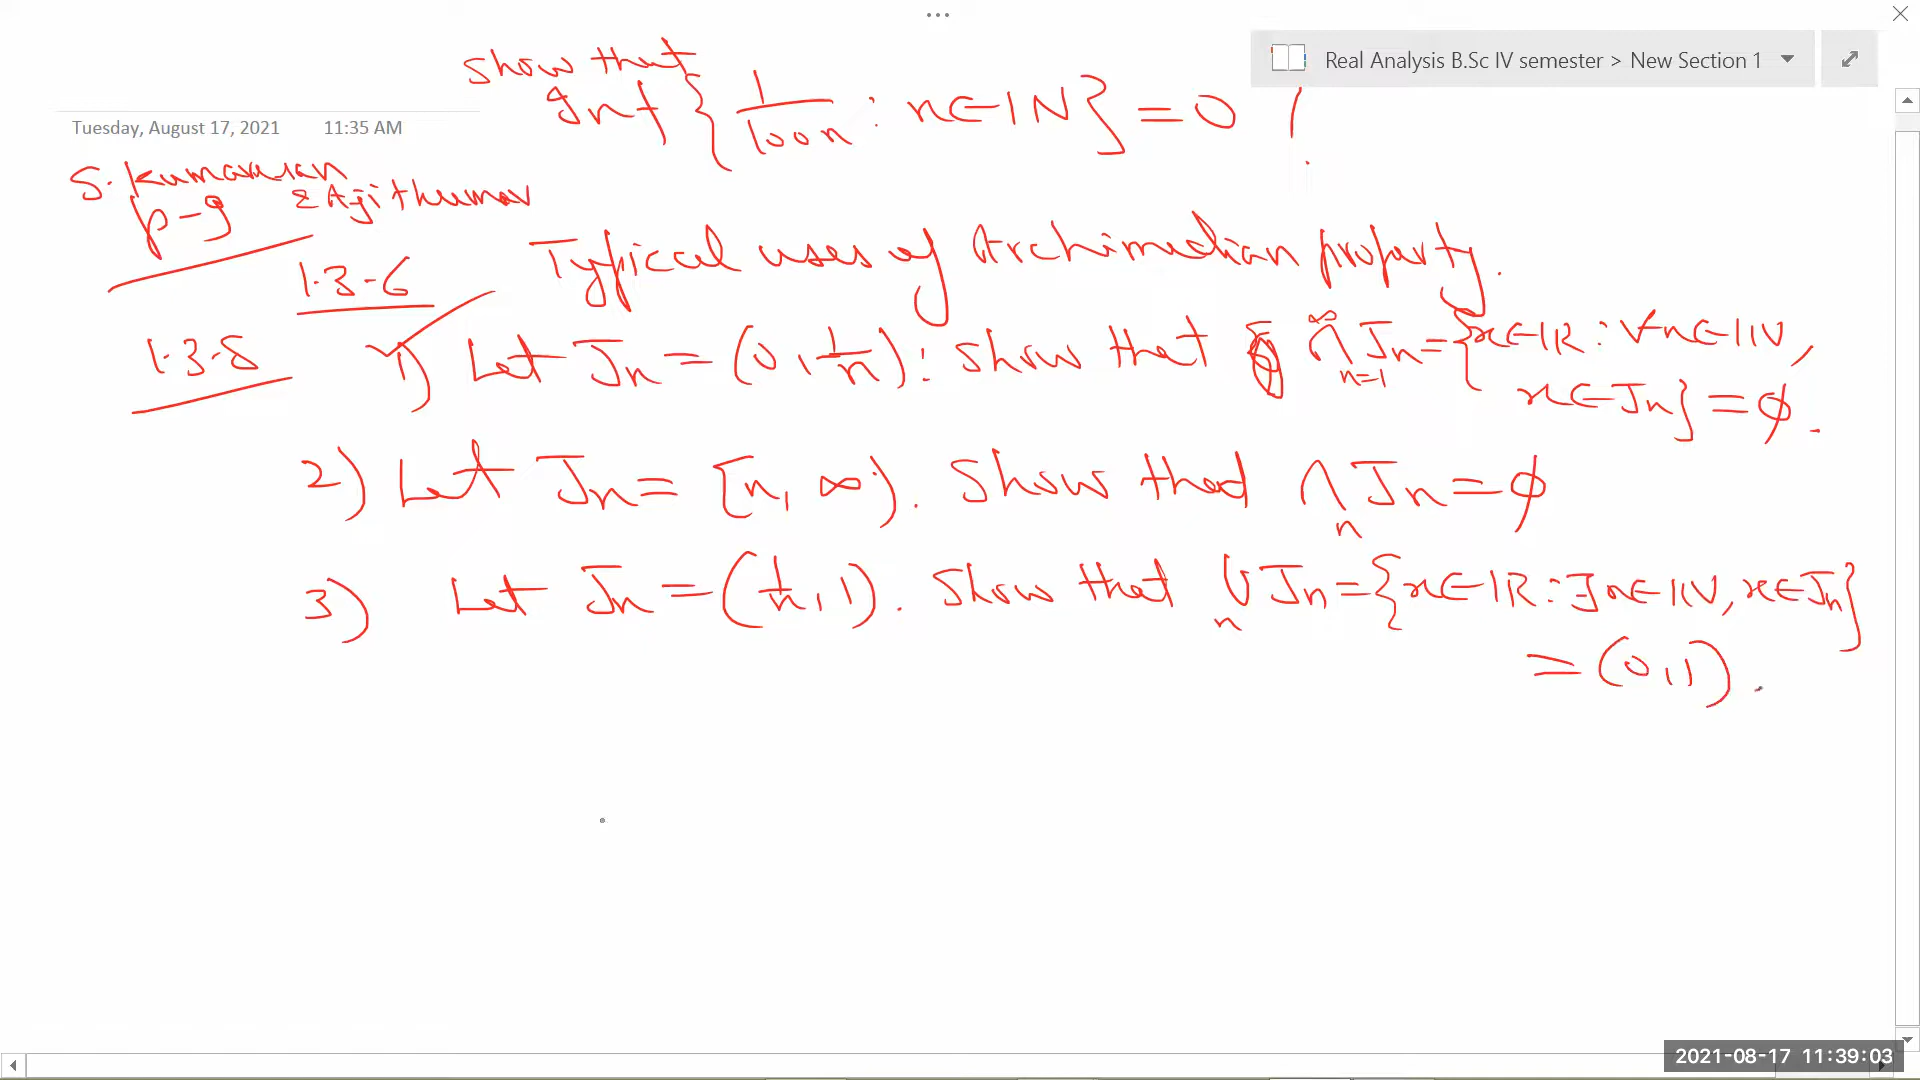 Real Analysis B.Sc IV semester > New Section 1
Show that
Inf { 1/100n : n ∈ IN } = 0 !
Tuesday, August 17, 2021 11:35 AM
S. Kumaresan
p-9 & Ajithkumar
Typical uses of Archimedian property.
1.3.6
1.3.8
1) Let Jn = (0, 1/n) : Show that ∞∩n=1 Jn = { x ∈ IR : ∀ n ∈ IN,
x ∈ Jn } = ϕ.
2) Let Jn = [n, ∞). Show that ∩n Jn = ϕ
3) Let Jn = (1/n, 1). Show that ∪n Jn = { x ∈ IR : ∃ n ∈ IN, x ∈ Jn }
= (0, 1).
2021-08-17 11:39:03